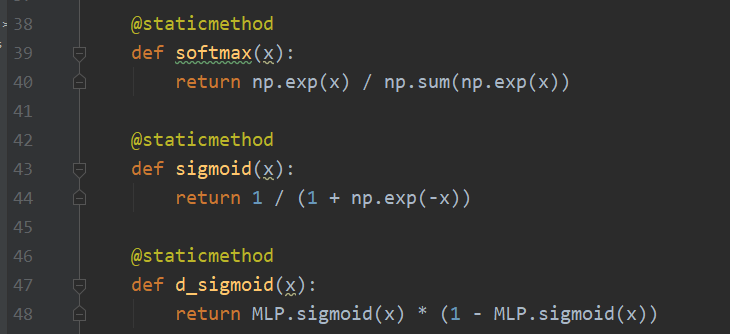 38 @staticmethod
39 def softmax(x):
40 return np.exp(x) / np.sum(np.exp(x))
41
42 @staticmethod
43 def sigmoid(x):
44 return 1 / (1 + np.exp(-x))
45
46 @staticmethod
47 def d_sigmoid(x):
48 return MLP.sigmoid(x) * (1 - MLP.sigmoid(x))